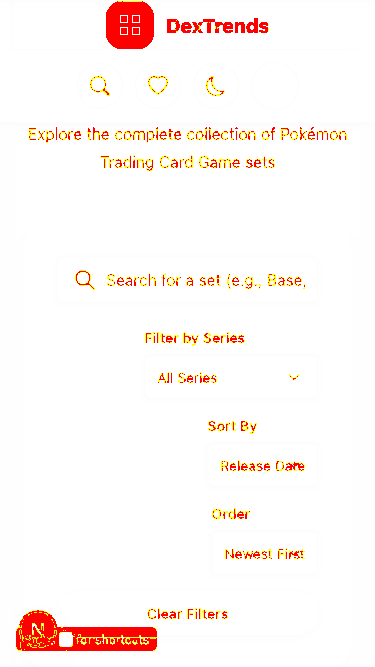 DexTrends
Explore the complete collection of Pokémon
Trading Card Game sets
Search for a set (e.g., Base,
Filter by Series
All Series
Sort By
Release Date
Order
Newest First
Clear Filters
N
for shortcuts